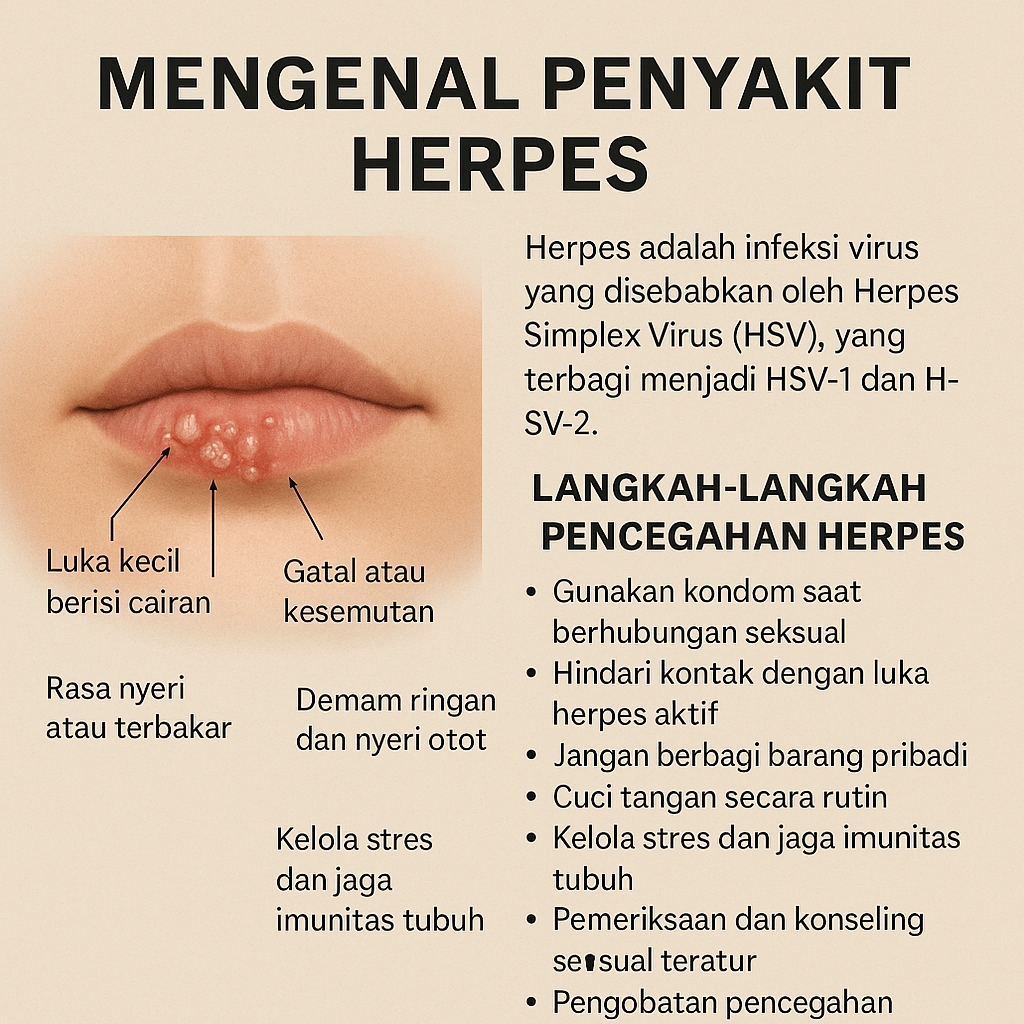 MENGENAL PENYAKIT
HERPES
Herpes adalah infeksi virus
yang disebabkan oleh Herpes
Simplex Virus (HSV), yang
terbagi menjadi HSV-1 dan H-
SV-2.
Luka kecil
berisi cairan
Gatal atau
kesemutan
Rasa nyeri
atau terbakar
Demam ringan
dan nyeri otot
Kelola stres
dan jaga
imunitas tubuh
LANGKAH-LANGKAH
PENCEGAHAN HERPES
• Gunakan kondom saat
berhubungan seksual
• Hindari kontak dengan luka
herpes aktif
• Jangan berbagi barang pribadi
• Cuci tangan secara rutin
• Kelola stres dan jaga imunitas
tubuh
• Pemeriksaan dan konseling
teratur
• Pengobatan pencegahan